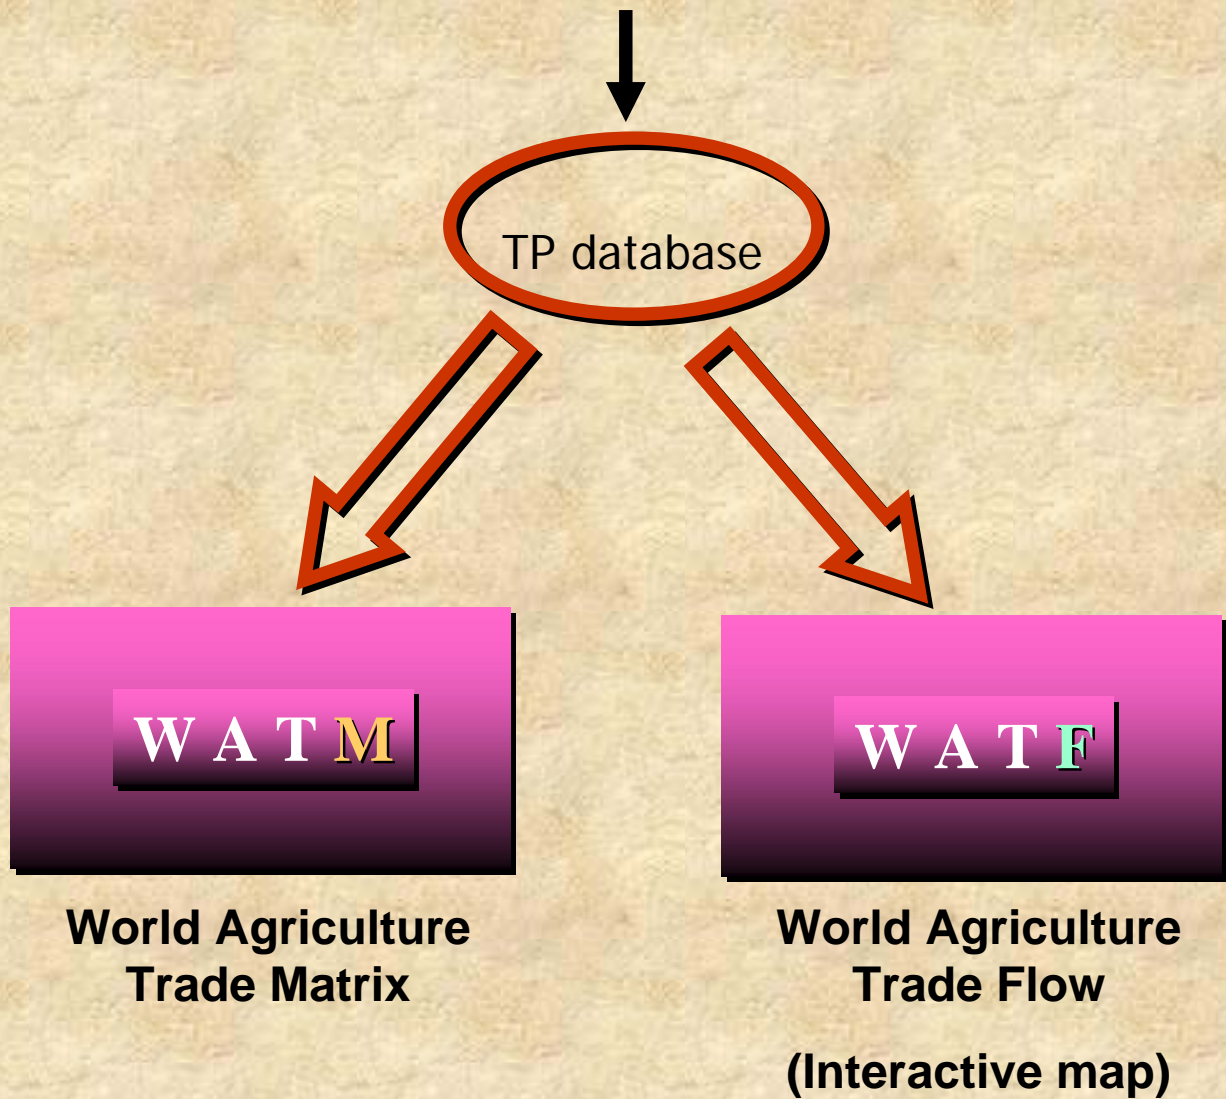 TP database
W A T M
W A T F
World Agriculture
Trade Matrix
World Agriculture
Trade Flow
(Interactive map)